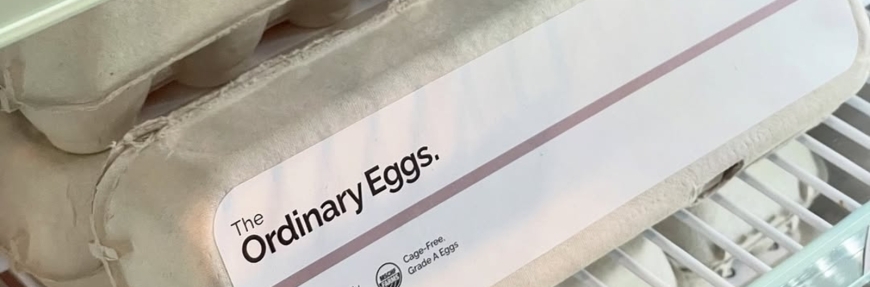 The
Ordinary Eggs.
Cage-Free,
Grade A Eggs